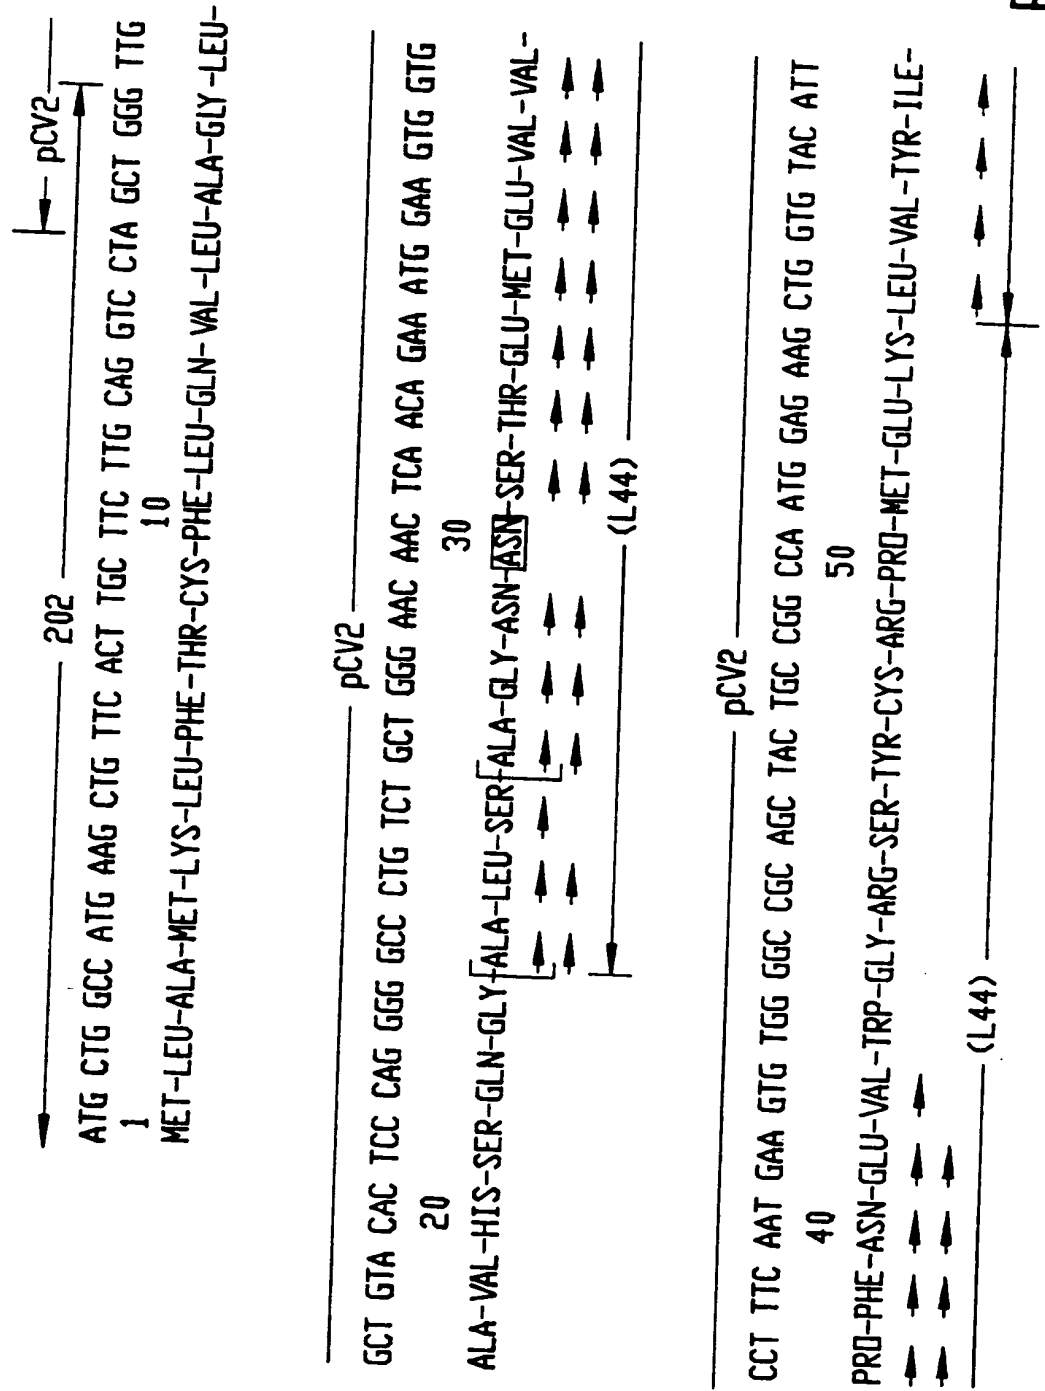 202
pCV2
ATG CTG GCC ATG AAG CTG TTC ACT TGC TTC TTG CAG GTC CTA GCT GGG TTG
1 10
MET-LEU-ALA-MET-LYS-LEU-PHE-THR-CYS-PHE-LEU-GLN-VAL-LEU-ALA-GLY-LEU-
pCV2
GCT GTA CAC TCC CAG GGG GCC CTG TCT GCT GGG AAC AAC TCA ACA GAA ATG GAA GTG GTG
20 30
ALA-VAL-HIS-SER-GLN-GLY-ALA-LEU-SER-ALA-GLY-ASN-ASN-SER-THR-GLU-MET-GLU-VAL-VAL-
(L44)
pCV2
CCT TTC AAT GAA GTG TGG GGC CGC AGC TAC TGC CGG CCA ATG GAG AAG CTG GTG TAC ATT
40 50
PRO-PHE-ASN-GLU-VAL-TRP-GLY-ARG-SER-TYR-CYS-ARG-PRO-MET-GLU-LYS-LEU-VAL-TYR-ILE-
(L44)